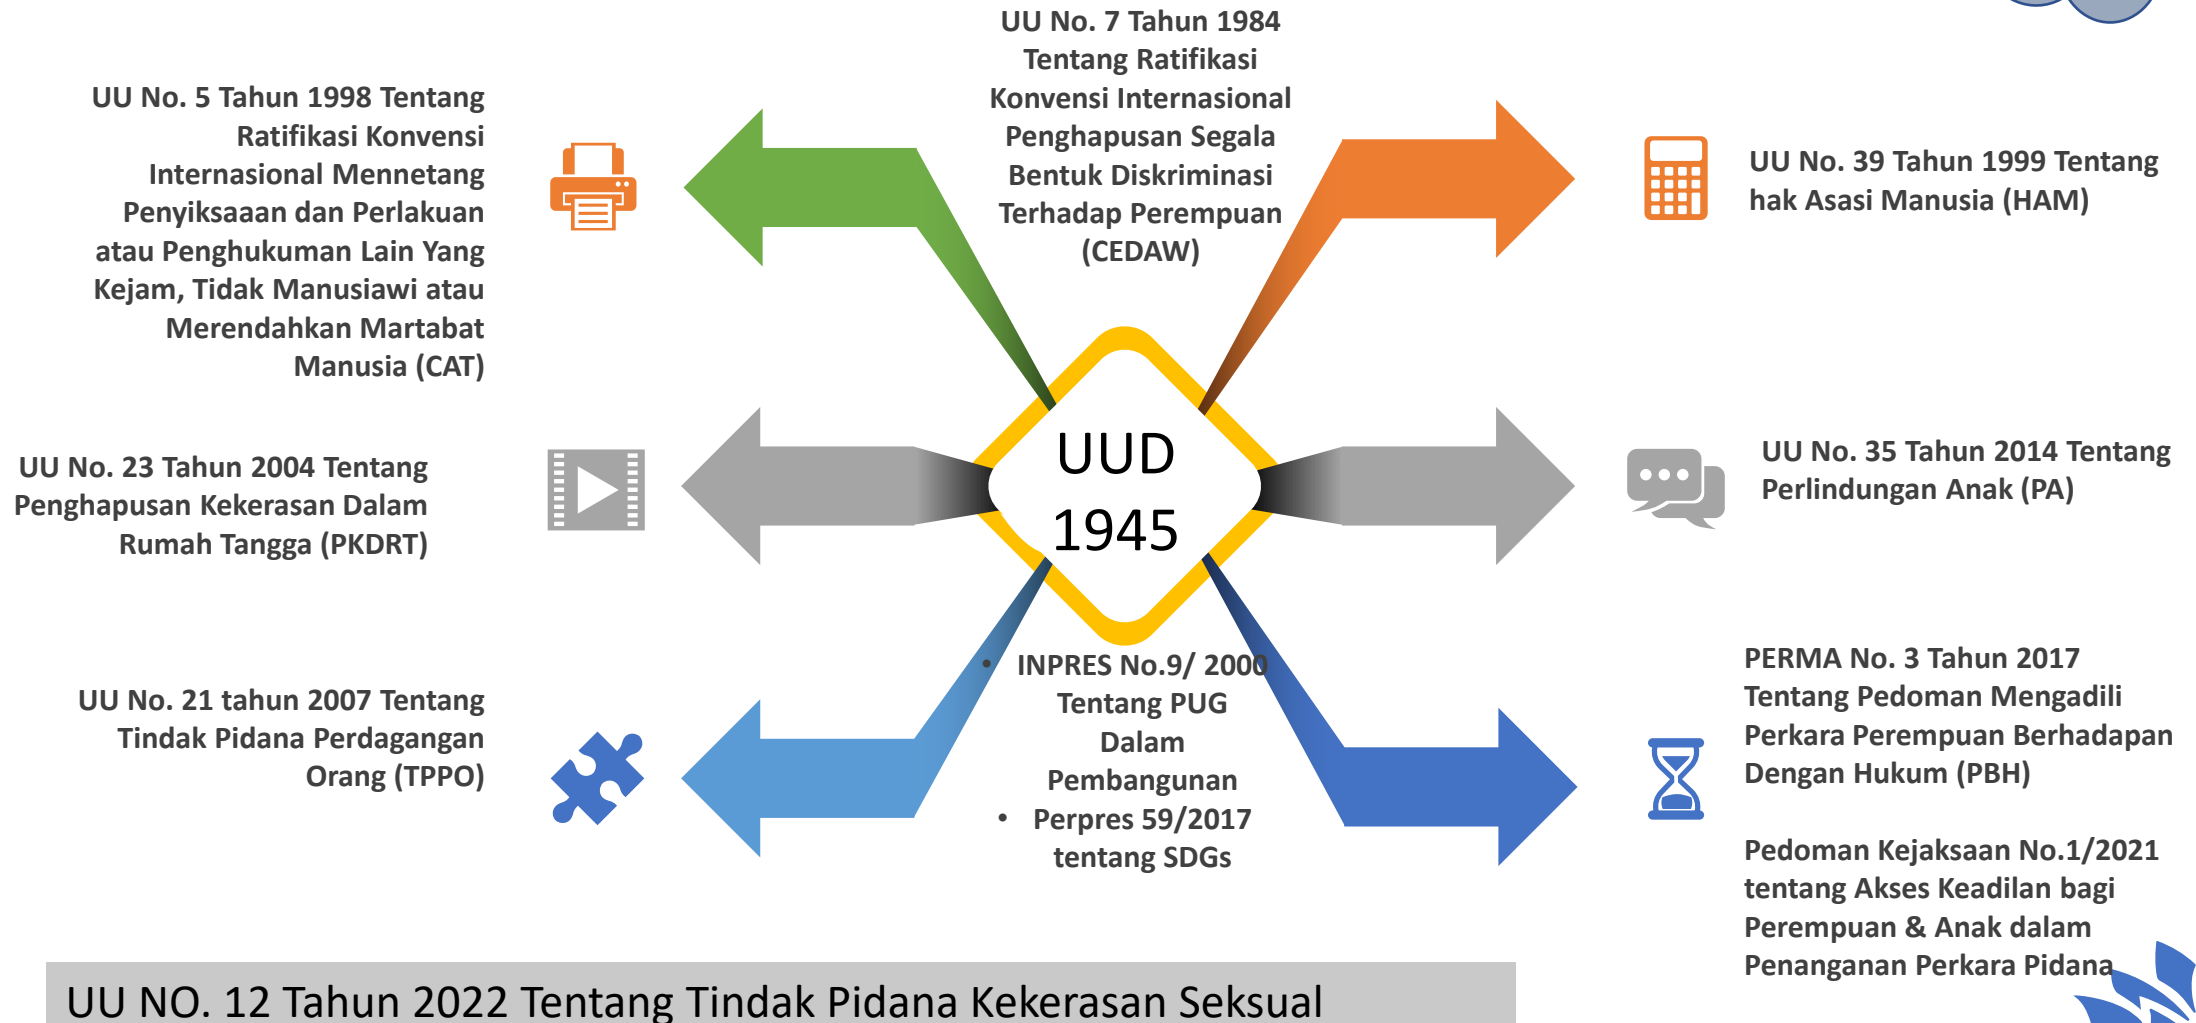 UU No. 7 Tahun 1984
Tentang Ratifikasi
Konvensi Internasional
Penghapusan Segala
Bentuk Diskriminasi
Terhadap Perempuan
(CEDAW)
UU No. 5 Tahun 1998 Tentang
Ratifikasi Konvensi
Internasional Mennetang
Penyiksaaan dan Perlakuan
atau Penghukuman Lain Yang
Kejam, Tidak Manusiawi atau
Merendahkan Martabat
Manusia (CAT)
UU No. 39 Tahun 1999 Tentang
hak Asasi Manusia (HAM)
UU No. 23 Tahun 2004 Tentang
Penghapusan Kekerasan Dalam
Rumah Tangga (PKDRT)
UUD
1945
UU No. 35 Tahun 2014 Tentang
Perlindungan Anak (PA)
UU No. 21 tahun 2007 Tentang
Tindak Pidana Perdagangan
Orang (TPPO)
• INPRES No.9/ 2000
Tentang PUG
Dalam
Pembangunan
• Perpres 59/2017
tentang SDGs
PERMA No. 3 Tahun 2017
Tentang Pedoman Mengadili
Perkara Perempuan Berhadapan
Dengan Hukum (PBH)
Pedoman Kejaksaan No.1/2021
tentang Akses Keadilan bagi
Perempuan & Anak dalam
Penanganan Perkara Pidana
UU NO. 12 Tahun 2022 Tentang Tindak Pidana Kekerasan Seksual